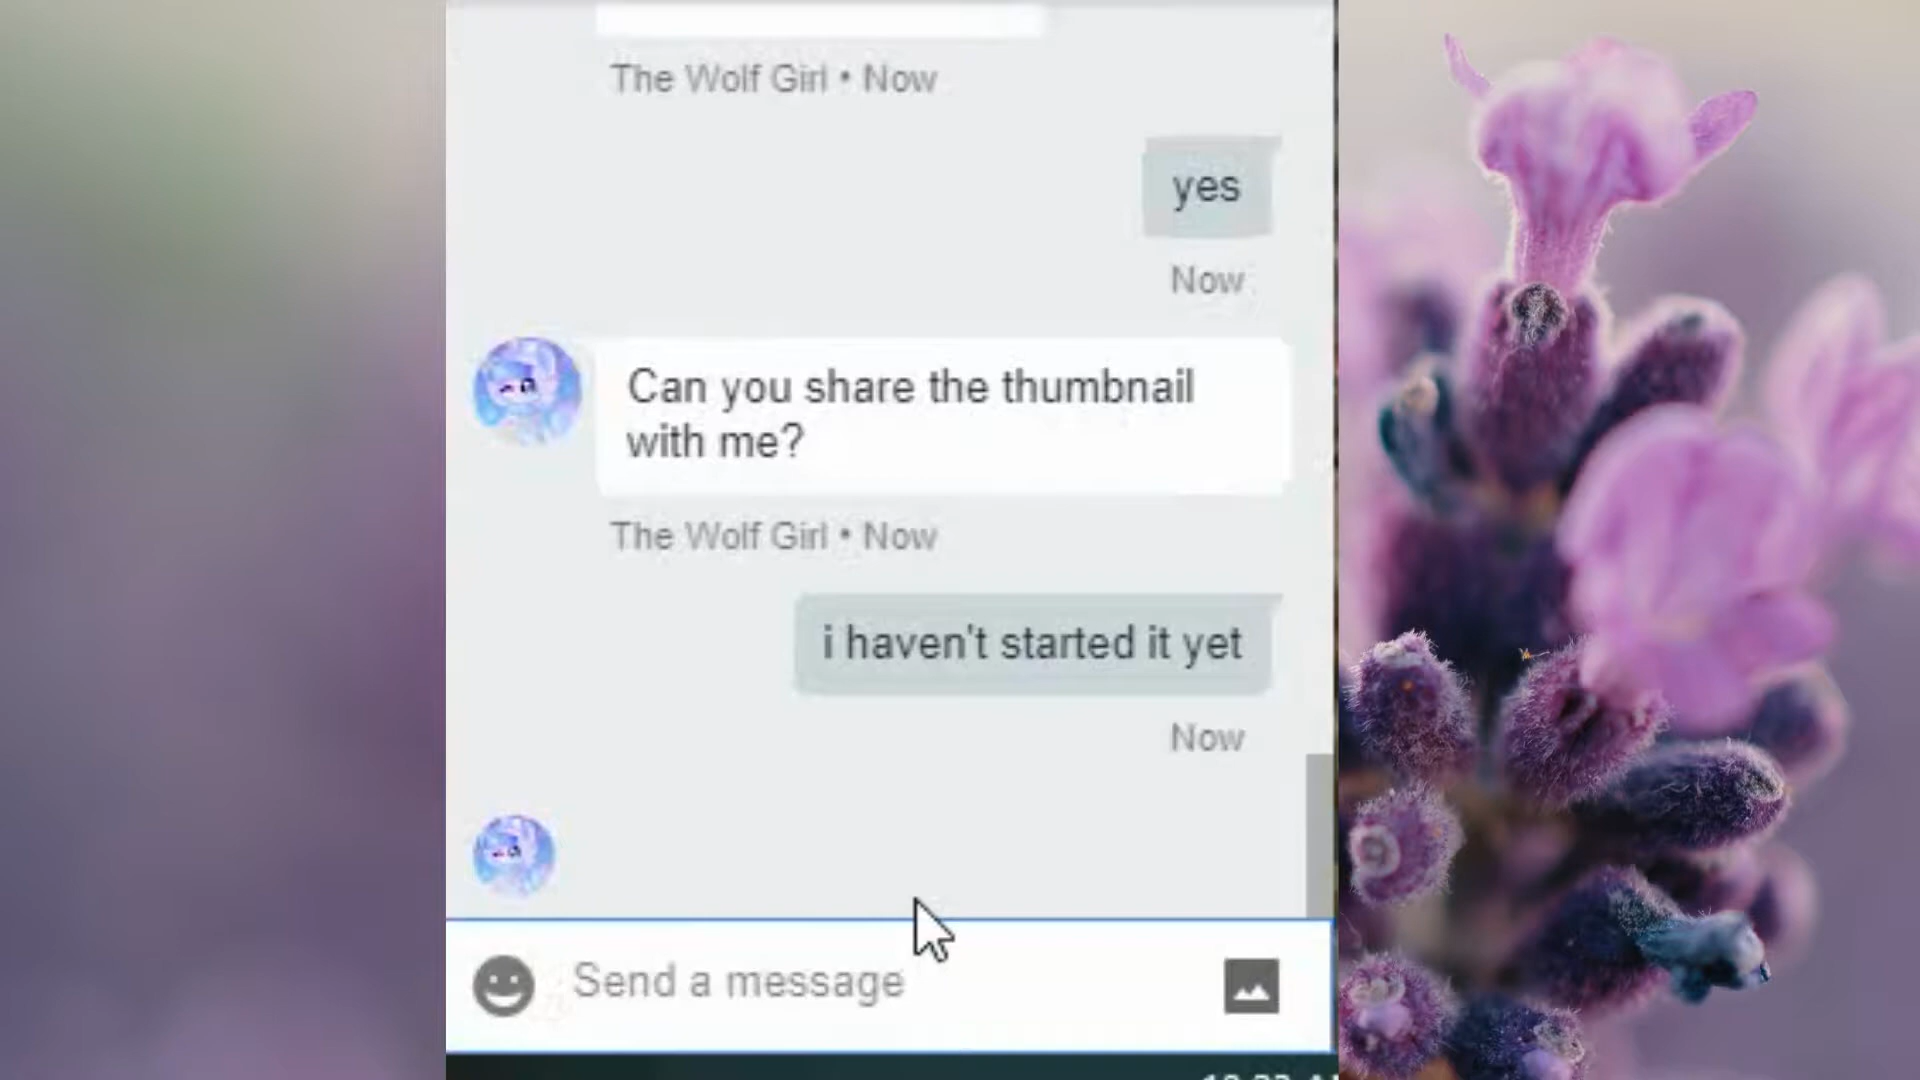 The Wolf Girl • Now
yes
Now
Can you share the thumbnail
with me?
The Wolf Girl • Now
i haven't started it yet
Now
Send a message